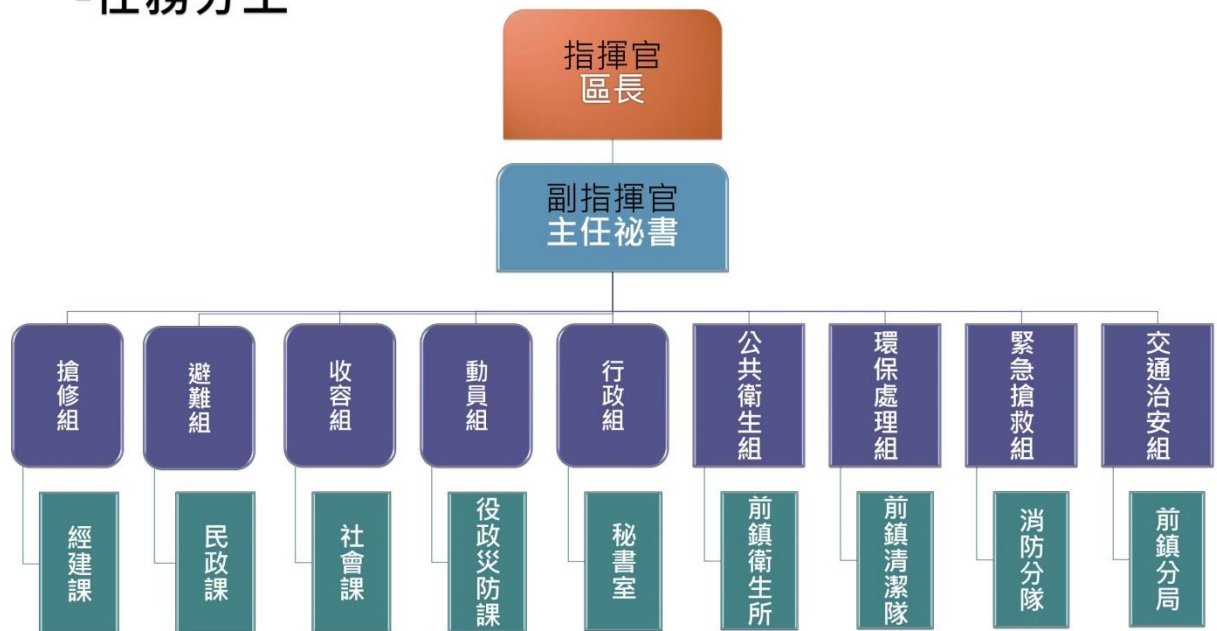 -任務分工
指揮官
區長
副指揮官
主任祕書
搶修組
避難組
收容組
動員組
行政組
公共衛生組
環保處理組
緊急搶救組
交通治安組
經建課
民政課
社會課
役政災防課
秘書室
前鎮衛生所
前鎮清潔隊
消防分隊
前鎮分局